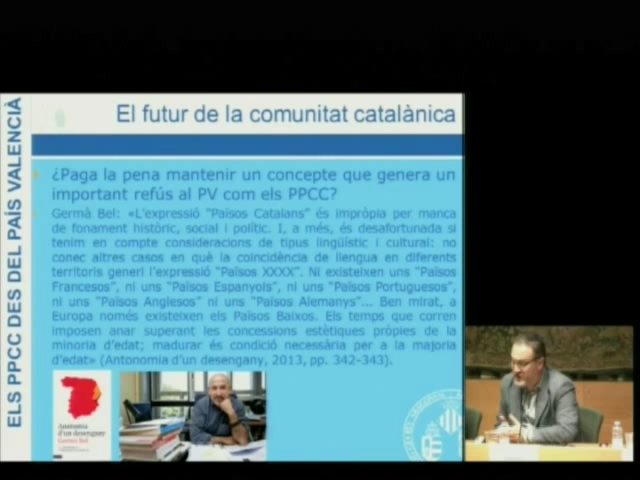 ELS PPCC DES DEL PAÍS VALENCIÀ
El futur de la comunitat catalànica
¿Paga la pena mantenir un concepte que genera un
important refús al PV com els PPCC?
Germà Bel: «L'expressió "Països Catalans" és impròpia per manca
de fonament històric, social i polític. I, a més, és desafortunada si
tenim en compte consideracions de tipus lingüístic i cultural: no
conec altres casos en què la coincidència de llengua en diferents
territoris generi l'expressió "Països XXXX". Ni existeixen uns "Països
Francesos", ni uns "Països Espanyols", ni uns "Països Portuguesos",
ni uns "Països Anglesos" ni uns "Països Alemanys"... Ben mirat, a
Europa només existeixen els Països Baixos. Els temps que corren
imposen anar superant les concessions estètiques pròpies de la
minoria d'edat; madurar és condició necessària per a la majoria
d'edat» (Antonomia d'un desengany, 2013, pp. 342-343).
Anatomia
d'un desengany
Germà Bel